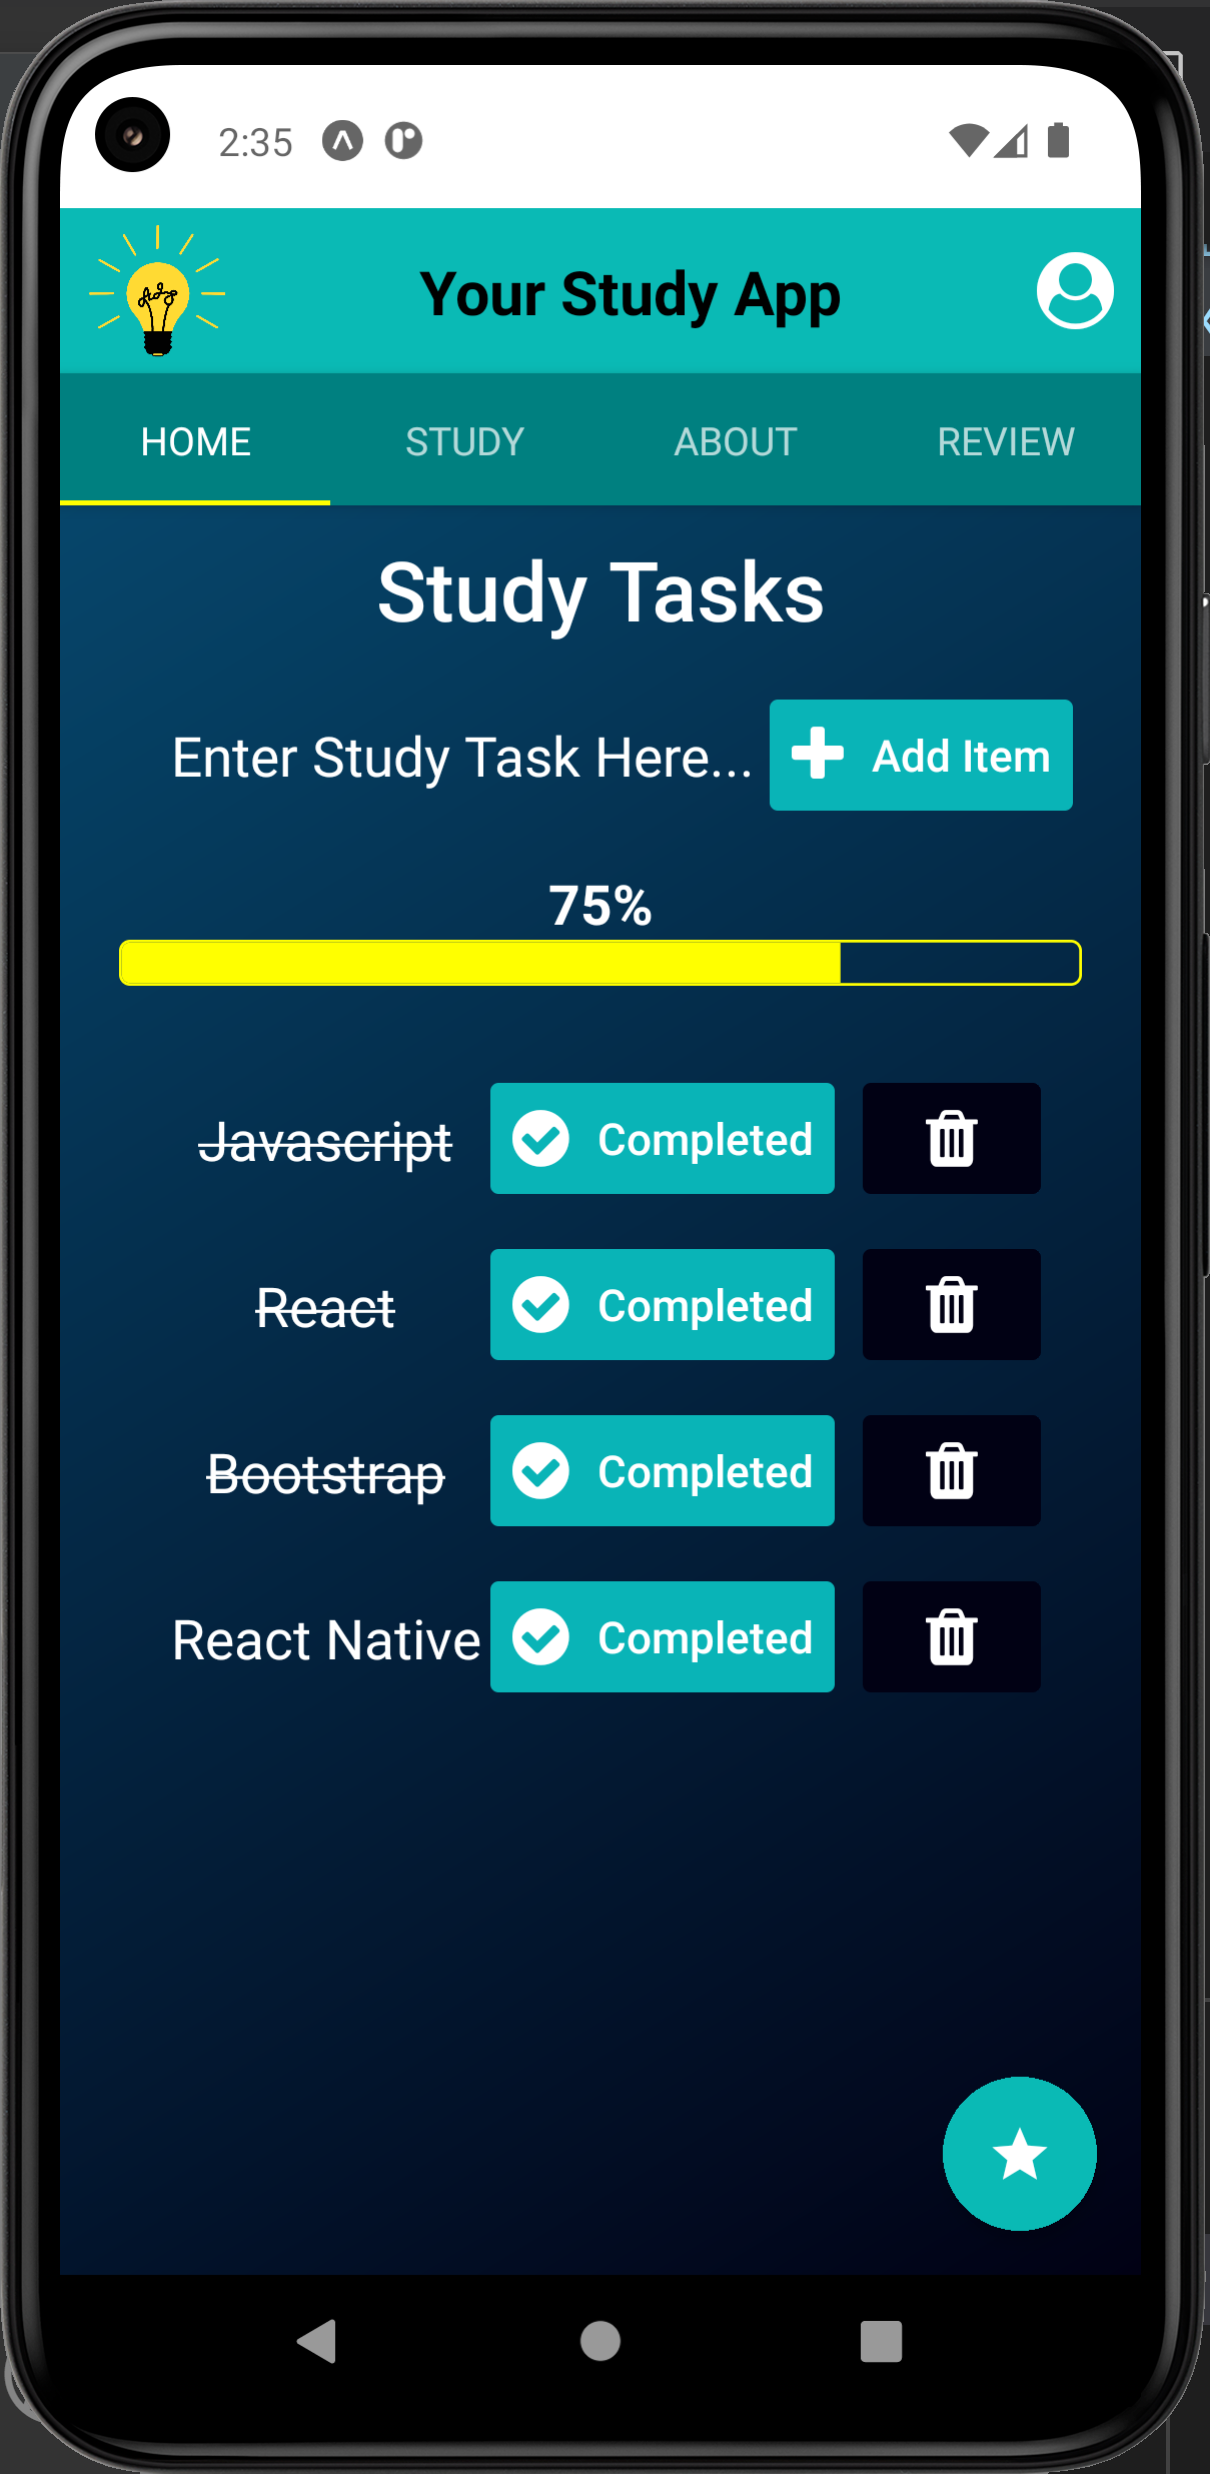 2:35
Your Study App
HOME STUDY ABOUT REVIEW
Study Tasks
Enter Study Task Here... Add Item
75%
Javascript Completed
React Completed
Bootstrap Completed
React Native Completed